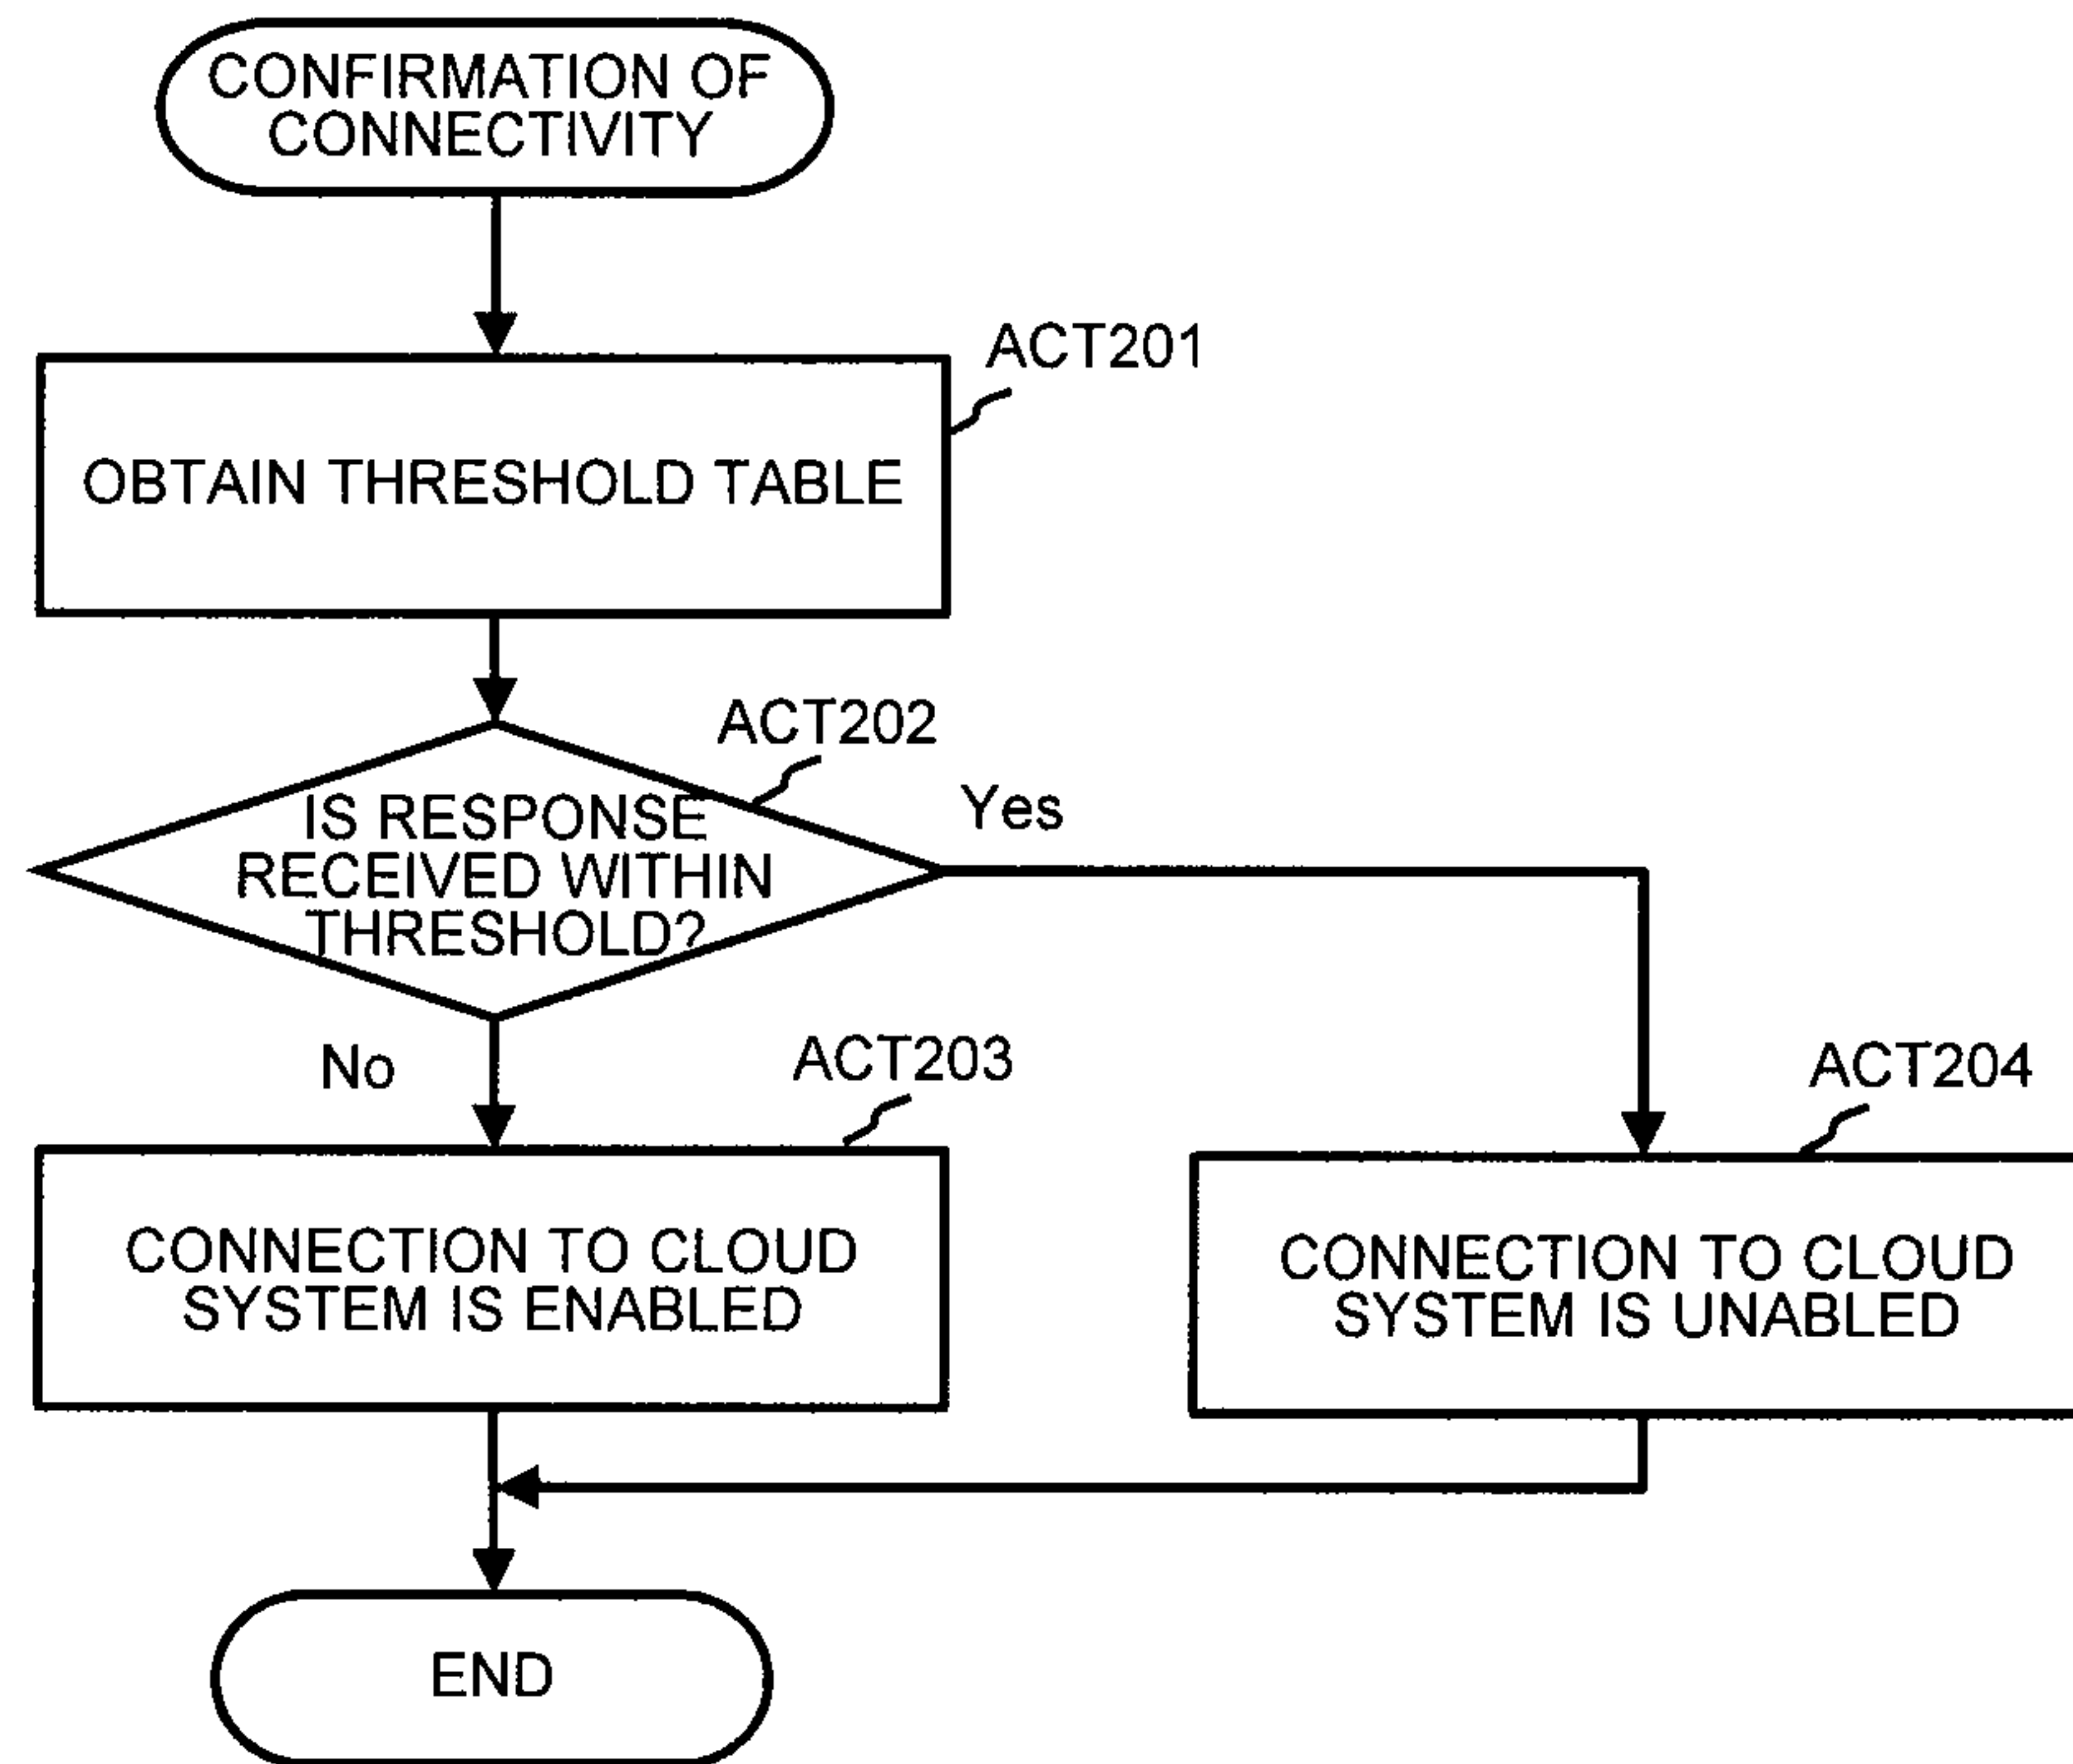 CONFIRMATION OF
CONNECTIVITY
ACT201
OBTAIN THRESHOLD TABLE
ACT202
IS RESPONSE
RECEIVED WITHIN
THRESHOLD?
Yes
No
ACT203
ACT204
CONNECTION TO CLOUD
SYSTEM IS ENABLED
CONNECTION TO CLOUD
SYSTEM IS UNABLED
END